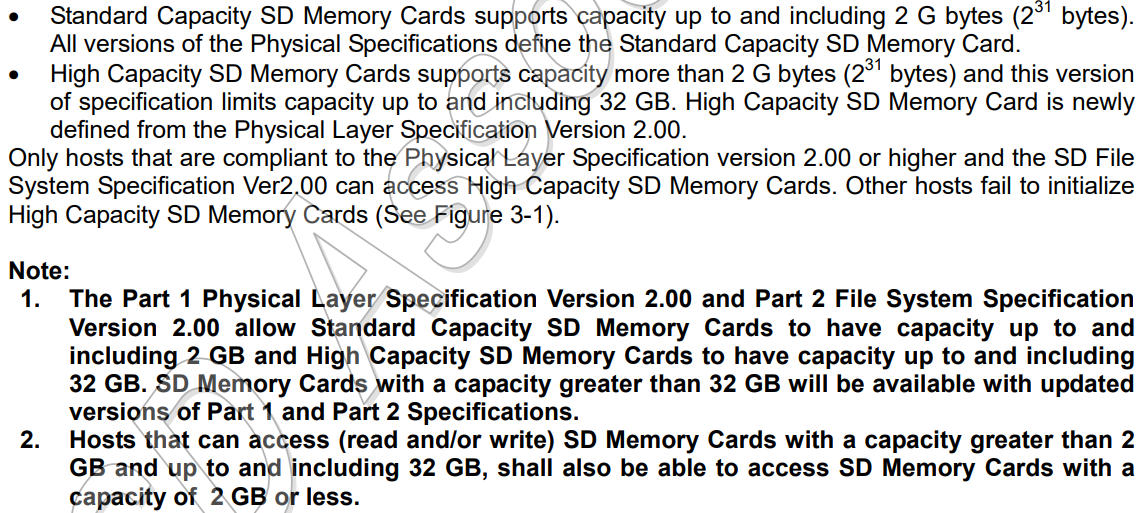 • Standard Capacity SD Memory Cards supports capacity up to and including 2 G bytes (2³¹ bytes).
All versions of the Physical Specifications define the Standard Capacity SD Memory Card.
• High Capacity SD Memory Cards supports capacity more than 2 G bytes (2³¹ bytes) and this version
of specification limits capacity up to and including 32 GB. High Capacity SD Memory Card is newly
defined from the Physical Layer Specification Version 2.00.
Only hosts that are compliant to the Physical Layer Specification version 2.00 or higher and the SD File
System Specification Ver2.00 can access High Capacity SD Memory Cards. Other hosts fail to initialize
High Capacity SD Memory Cards (See Figure 3-1).
Note:
1. The Part 1 Physical Layer Specification Version 2.00 and Part 2 File System Specification
Version 2.00 allow Standard Capacity SD Memory Cards to have capacity up to and
including 2 GB and High Capacity SD Memory Cards to have capacity up to and including
32 GB. SD Memory Cards with a capacity greater than 32 GB will be available with updated
versions of Part 1 and Part 2 Specifications.
2. Hosts that can access (read and/or write) SD Memory Cards with a capacity greater than 2
GB and up to and including 32 GB, shall also be able to access SD Memory Cards with a
capacity of 2 GB or less.